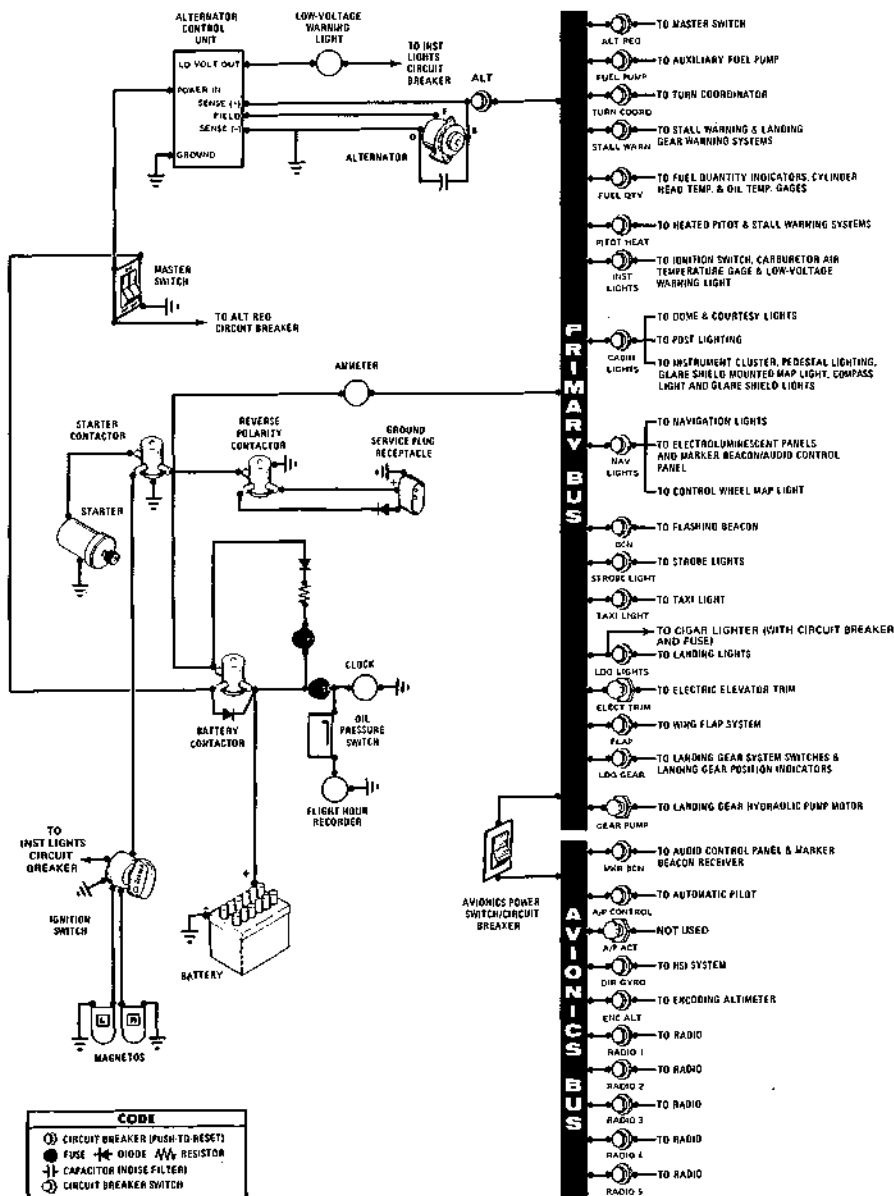 ALTERNATOR
CONTROL
UNIT
LOW-VOLTAGE
WARNING
LIGHT
TO INST
LIGHTS
CIRCUIT
BREAKER
LO VOLT OUT
POWER IN
SENSE (+)
FIELD
SENSE (-)
GROUND
ALT
F
G
B
ALTERNATOR
MASTER
SWITCH
TO ALT REG
CIRCUIT BREAKER
AMMETER
STARTER
CONTACTOR
REVERSE
POLARITY
CONTACTOR
GROUND
SERVICE PLUG
RECEPTACLE
STARTER
CLOCK
OIL
PRESSURE
SWITCH
BATTERY
CONTACTOR
FLIGHT HOUR
RECORDER
TO
INST LIGHTS
CIRCUIT
BREAKER
IGNITION
SWITCH
BATTERY
L
R
MAGNETOS
AVIONICS POWER
SWITCH/CIRCUIT
BREAKER
PRIMARY BUS
TO MASTER SWITCH
ALT REG
TO AUXILIARY FUEL PUMP
FUEL PUMP
TO TURN COORDINATOR
TURN COORD
TO STALL WARNING & LANDING
GEAR WARNING SYSTEMS
STALL WARN
TO FUEL QUANTITY INDICATORS, CYLINDER
HEAD TEMP. & OIL TEMP. GAGES
FUEL QTY
TO HEATED PITOT & STALL WARNING SYSTEMS
PITOT HEAT
TO IGNITION SWITCH, CARBURETOR AIR
TEMPERATURE GAGE & LOW-VOLTAGE
WARNING LIGHT
INST
LIGHTS
TO DOME & COURTESY LIGHTS
TO POST LIGHTING
TO INSTRUMENT CLUSTER, PEDESTAL LIGHTING,
GLARE SHIELD MOUNTED MAP LIGHT, COMPASS
LIGHT AND GLARE SHIELD LIGHTS
CABIN
LIGHTS
TO NAVIGATION LIGHTS
TO ELECTROLUMINESCENT PANELS
AND MARKER BEACON/AUDIO CONTROL
PANEL
TO CONTROL WHEEL MAP LIGHT
NAV
LIGHTS
TO FLASHING BEACON
BCN
TO STROBE LIGHTS
STROBE LIGHT
TO TAXI LIGHT
TAXI LIGHT
TO CIGAR LIGHTER (WITH CIRCUIT BREAKER
AND FUSE)
TO LANDING LIGHTS
LDG LIGHTS
TO ELECTRIC ELEVATOR TRIM
ELECT TRIM
TO WING FLAP SYSTEM
FLAP
TO LANDING GEAR SYSTEM SWITCHES &
LANDING GEAR POSITION INDICATORS
LDG GEAR
TO LANDING GEAR HYDRAULIC PUMP MOTOR
GEAR PUMP
AVIONICS BUS
TO AUDIO CONTROL PANEL & MARKER
BEACON RECEIVER
MKR BCN
TO AUTOMATIC PILOT
A/P CONTROL
NOT USED
A/P ACT
TO HSI SYSTEM
DIR GYRO
TO ENCODING ALTIMETER
ENC ALT
TO RADIO
RADIO 1
TO RADIO
RADIO 2
TO RADIO
RADIO 3
TO RADIO
RADIO 4
TO RADIO
RADIO 5
CODE
CIRCUIT BREAKER (PUSH-TO-RESET)
FUSE DIODE RESISTOR
CAPACITOR (NOISE FILTER)
CIRCUIT BREAKER SWITCH